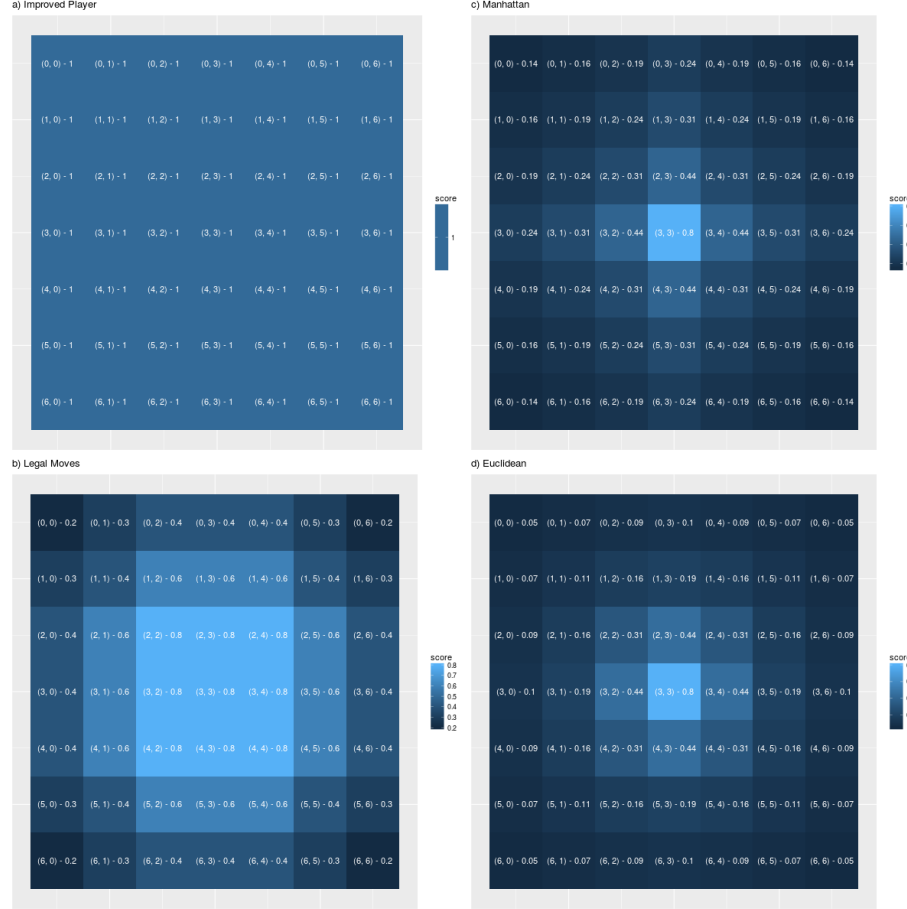 a) Improved Player
(0, 0) - 1 (0, 1) - 1 (0, 2) - 1 (0, 3) - 1 (0, 4) - 1 (0, 5) - 1 (0, 6) - 1
(1, 0) - 1 (1, 1) - 1 (1, 2) - 1 (1, 3) - 1 (1, 4) - 1 (1, 5) - 1 (1, 6) - 1
(2, 0) - 1 (2, 1) - 1 (2, 2) - 1 (2, 3) - 1 (2, 4) - 1 (2, 5) - 1 (2, 6) - 1
(3, 0) - 1 (3, 1) - 1 (3, 2) - 1 (3, 3) - 1 (3, 4) - 1 (3, 5) - 1 (3, 6) - 1
(4, 0) - 1 (4, 1) - 1 (4, 2) - 1 (4, 3) - 1 (4, 4) - 1 (4, 5) - 1 (4, 6) - 1
(5, 0) - 1 (5, 1) - 1 (5, 2) - 1 (5, 3) - 1 (5, 4) - 1 (5, 5) - 1 (5, 6) - 1
(6, 0) - 1 (6, 1) - 1 (6, 2) - 1 (6, 3) - 1 (6, 4) - 1 (6, 5) - 1 (6, 6) - 1
score
1
c) Manhattan
(0, 0) - 0.14 (0, 1) - 0.16 (0, 2) - 0.19 (0, 3) - 0.24 (0, 4) - 0.19 (0, 5) - 0.16 (0, 6) - 0.14
(1, 0) - 0.16 (1, 1) - 0.19 (1, 2) - 0.24 (1, 3) - 0.31 (1, 4) - 0.24 (1, 5) - 0.19 (1, 6) - 0.16
(2, 0) - 0.19 (2, 1) - 0.24 (2, 2) - 0.31 (2, 3) - 0.44 (2, 4) - 0.31 (2, 5) - 0.24 (2, 6) - 0.19
(3, 0) - 0.24 (3, 1) - 0.31 (3, 2) - 0.44 (3, 3) - 0.8 (3, 4) - 0.44 (3, 5) - 0.31 (3, 6) - 0.24
(4, 0) - 0.19 (4, 1) - 0.24 (4, 2) - 0.31 (4, 3) - 0.44 (4, 4) - 0.31 (4, 5) - 0.24 (4, 6) - 0.19
(5, 0) - 0.16 (5, 1) - 0.19 (5, 2) - 0.24 (5, 3) - 0.31 (5, 4) - 0.24 (5, 5) - 0.19 (5, 6) - 0.16
(6, 0) - 0.14 (6, 1) - 0.16 (6, 2) - 0.19 (6, 3) - 0.24 (6, 4) - 0.19 (6, 5) - 0.16 (6, 6) - 0.14
score
b) Legal Moves
(0, 0) - 0.2 (0, 1) - 0.3 (0, 2) - 0.4 (0, 3) - 0.4 (0, 4) - 0.4 (0, 5) - 0.3 (0, 6) - 0.2
(1, 0) - 0.3 (1, 1) - 0.4 (1, 2) - 0.6 (1, 3) - 0.6 (1, 4) - 0.6 (1, 5) - 0.4 (1, 6) - 0.3
(2, 0) - 0.4 (2, 1) - 0.6 (2, 2) - 0.8 (2, 3) - 0.8 (2, 4) - 0.8 (2, 5) - 0.6 (2, 6) - 0.4
(3, 0) - 0.4 (3, 1) - 0.6 (3, 2) - 0.8 (3, 3) - 0.8 (3, 4) - 0.8 (3, 5) - 0.6 (3, 6) - 0.4
(4, 0) - 0.4 (4, 1) - 0.6 (4, 2) - 0.8 (4, 3) - 0.8 (4, 4) - 0.8 (4, 5) - 0.6 (4, 6) - 0.4
(5, 0) - 0.3 (5, 1) - 0.4 (5, 2) - 0.6 (5, 3) - 0.6 (5, 4) - 0.6 (5, 5) - 0.4 (5, 6) - 0.3
(6, 0) - 0.2 (6, 1) - 0.3 (6, 2) - 0.4 (6, 3) - 0.4 (6, 4) - 0.4 (6, 5) - 0.3 (6, 6) - 0.2
score
0.8
0.7
0.6
0.5
0.4
0.3
0.2
d) Euclidean
(0, 0) - 0.05 (0, 1) - 0.07 (0, 2) - 0.09 (0, 3) - 0.1 (0, 4) - 0.09 (0, 5) - 0.07 (0, 6) - 0.05
(1, 0) - 0.07 (1, 1) - 0.11 (1, 2) - 0.16 (1, 3) - 0.19 (1, 4) - 0.16 (1, 5) - 0.11 (1, 6) - 0.07
(2, 0) - 0.09 (2, 1) - 0.16 (2, 2) - 0.31 (2, 3) - 0.44 (2, 4) - 0.31 (2, 5) - 0.16 (2, 6) - 0.09
(3, 0) - 0.1 (3, 1) - 0.19 (3, 2) - 0.44 (3, 3) - 0.8 (3, 4) - 0.44 (3, 5) - 0.19 (3, 6) - 0.1
(4, 0) - 0.09 (4, 1) - 0.16 (4, 2) - 0.31 (4, 3) - 0.44 (4, 4) - 0.31 (4, 5) - 0.16 (4, 6) - 0.09
(5, 0) - 0.07 (5, 1) - 0.11 (5, 2) - 0.16 (5, 3) - 0.19 (5, 4) - 0.16 (5, 5) - 0.11 (5, 6) - 0.07
(6, 0) - 0.05 (6, 1) - 0.07 (6, 2) - 0.09 (6, 3) - 0.1 (6, 4) - 0.09 (6, 5) - 0.07 (6, 6) - 0.05
score